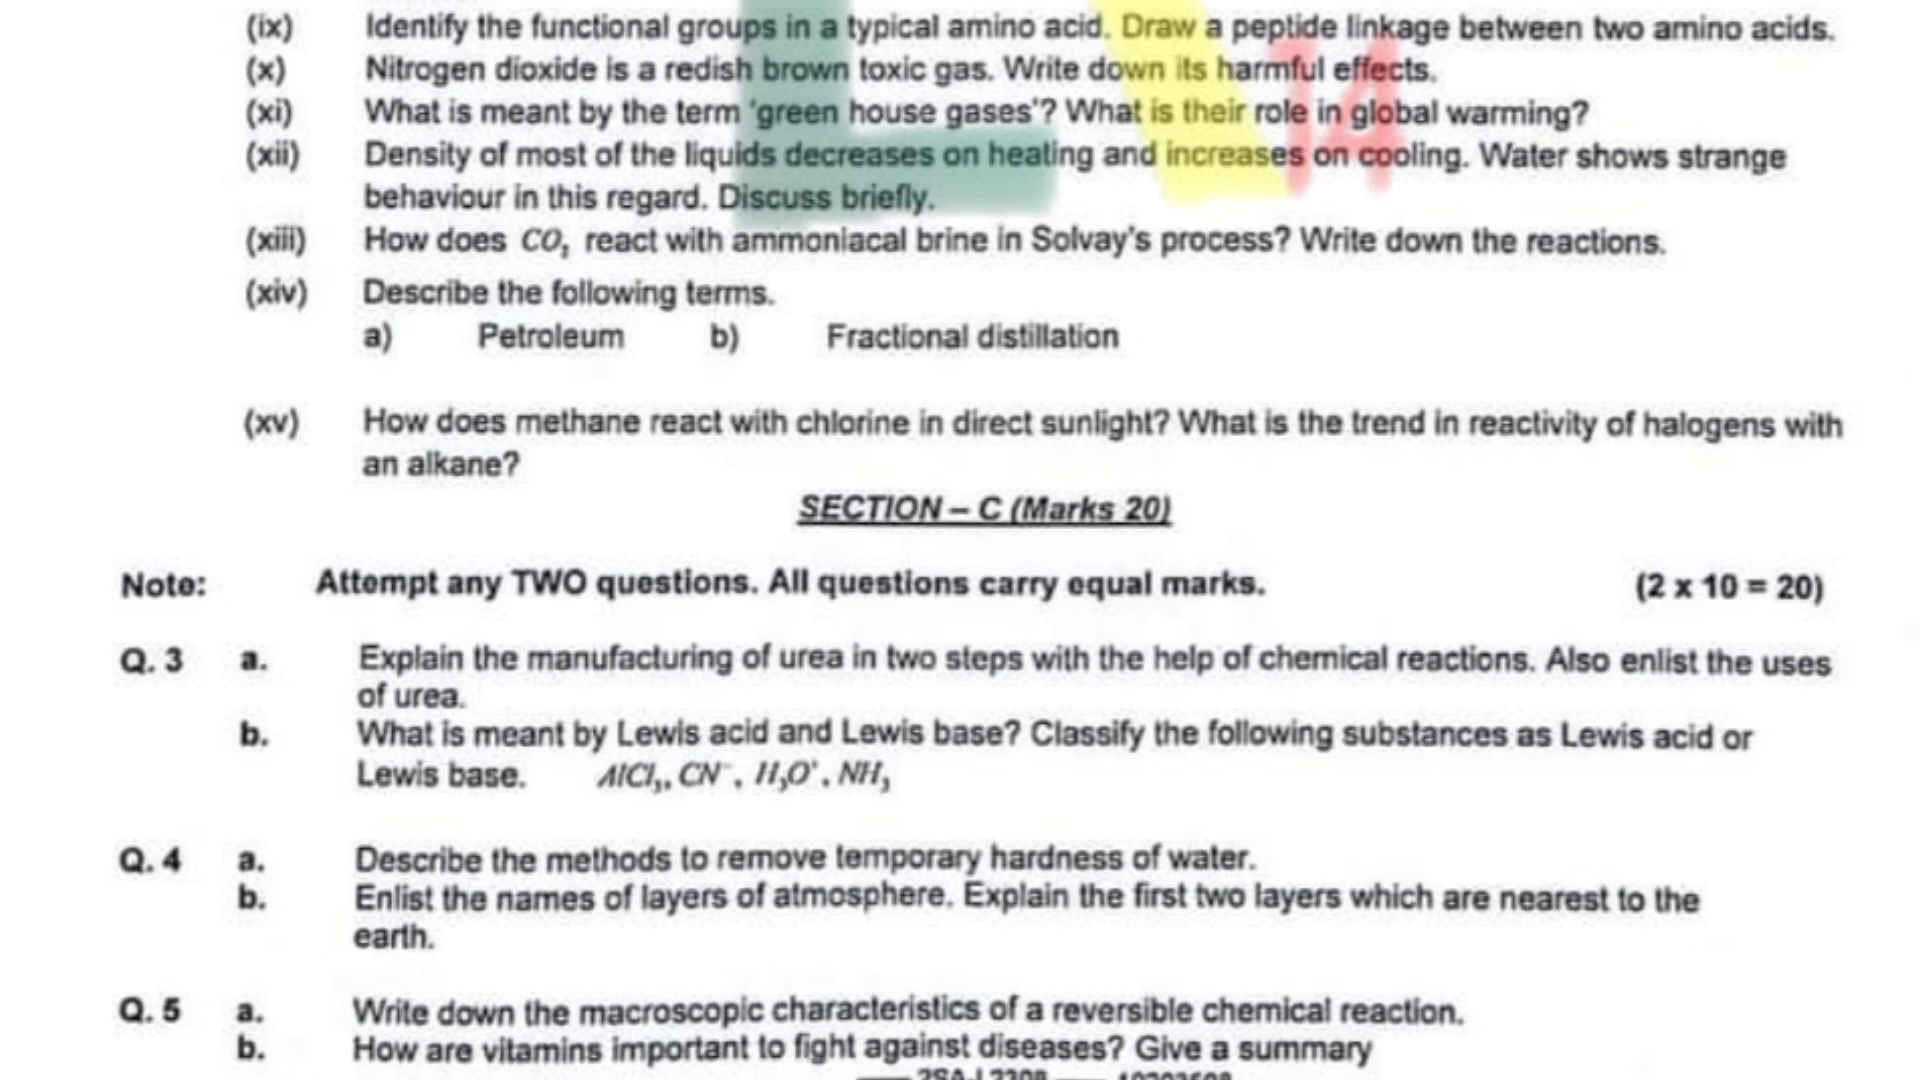 (ix) Identify the functional groups in a typical amino acid. Draw a peptide linkage between two amino acids.
(x) Nitrogen dioxide is a redish brown toxic gas. Write down its harmful effects.
14
(xi) What is meant by the term 'green house gases'? What is their role in global warming?
(xii) Density of most of the liquids decreases on heating and increases on cooling. Water shows strange
behaviour in this regard. Discuss briefly.
(xiii) How does CO₂ react with ammoniacal brine in Solvay's process? Write down the reactions.
(xiv) Describe the following terms.
a) Petroleum b) Fractional distillation
(xv) How does methane react with chlorine in direct sunlight? What is the trend in reactivity of halogens with
an alkane?
SECTION – C (Marks 20)
Note: Attempt any TWO questions. All questions carry equal marks. (2 x 10 = 20)
Q. 3 a. Explain the manufacturing of urea in two steps with the help of chemical reactions. Also enlist the uses
of urea.
b. What is meant by Lewis acid and Lewis base? Classify the following substances as Lewis acid or
Lewis base. AlCl₃, CN⁻, H₃O⁺, NH₃
Q. 4 a. Describe the methods to remove temporary hardness of water.
b. Enlist the names of layers of atmosphere. Explain the first two layers which are nearest to the
earth.
Q. 5 a. Write down the macroscopic characteristics of a reversible chemical reaction.
b. How are vitamins important to fight against diseases? Give a summary